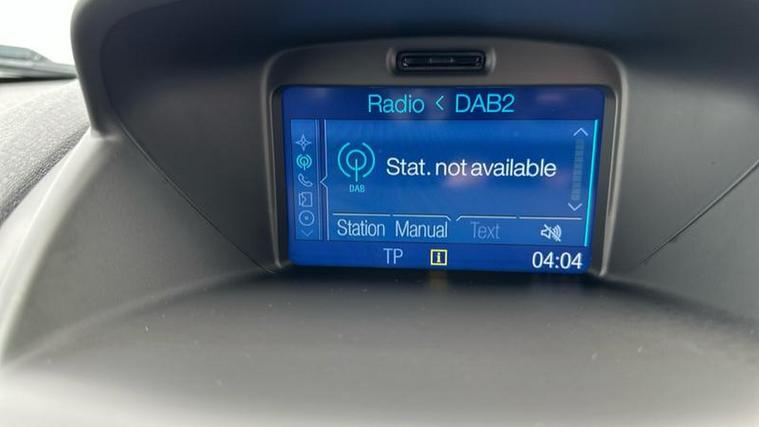 Radio < DAB2
Stat. not available
DAB
Station Manual Text
TP i 04:04